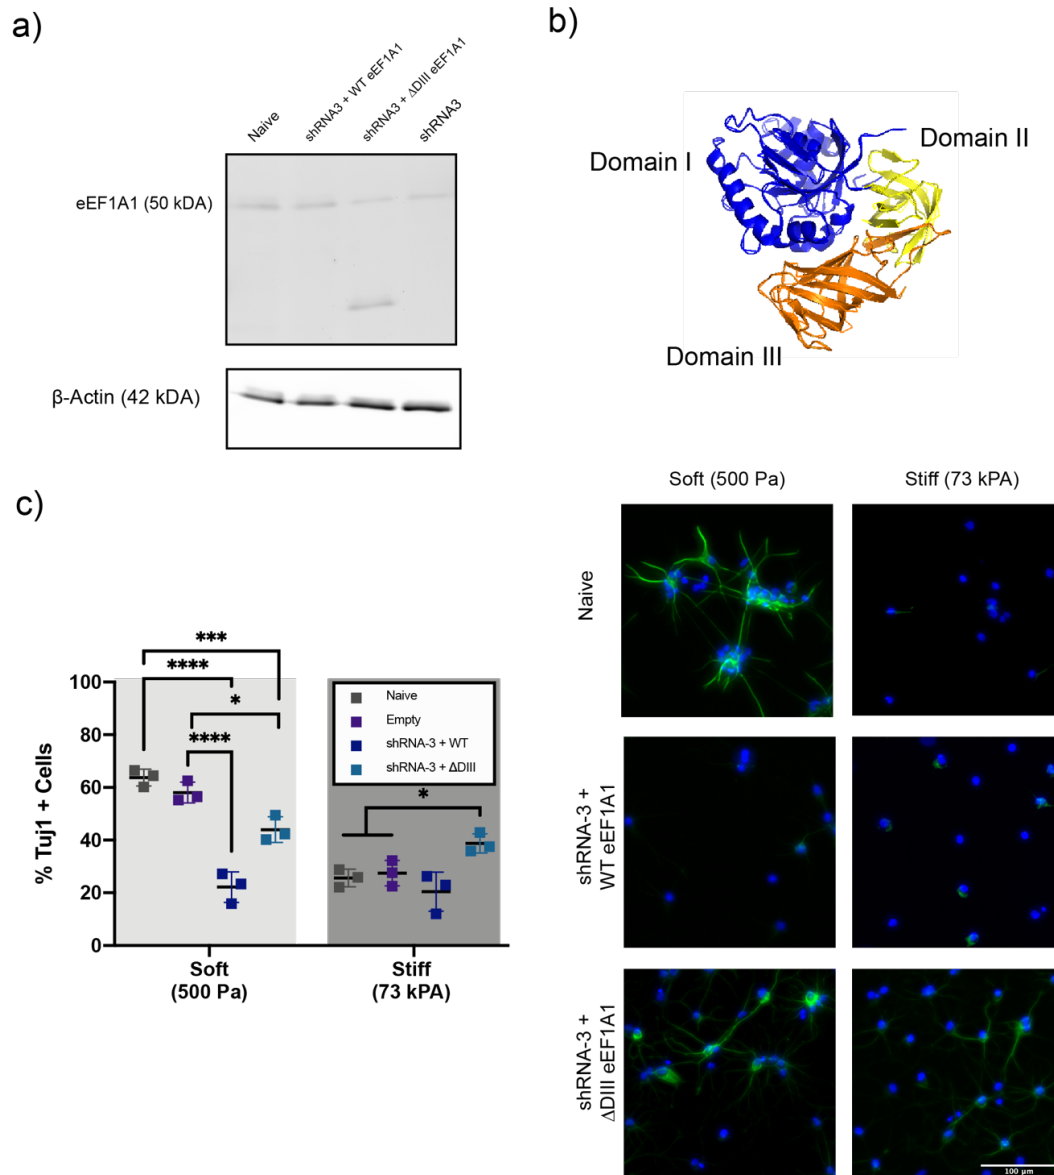 a)
Naive
shRNA3 + WT eEF1A1
shRNA3 + ΔDIII eEF1A1
shRNA3
eEF1A1 (50 kDA)
β-Actin (42 kDA)
b)
Domain I
Domain II
Domain III
c)
% Tuj1 + Cells
100
80
60
40
20
0
***
****
*
****
Naive
Empty
shRNA-3 + WT
shRNA-3 + ΔDIII
*
Soft
(500 Pa)
Stiff
(73 kPA)
Soft (500 Pa)
Stiff (73 kPA)
Naive
shRNA-3 +
WT eEF1A1
shRNA-3 +
ΔDIII eEF1A1
100 µm